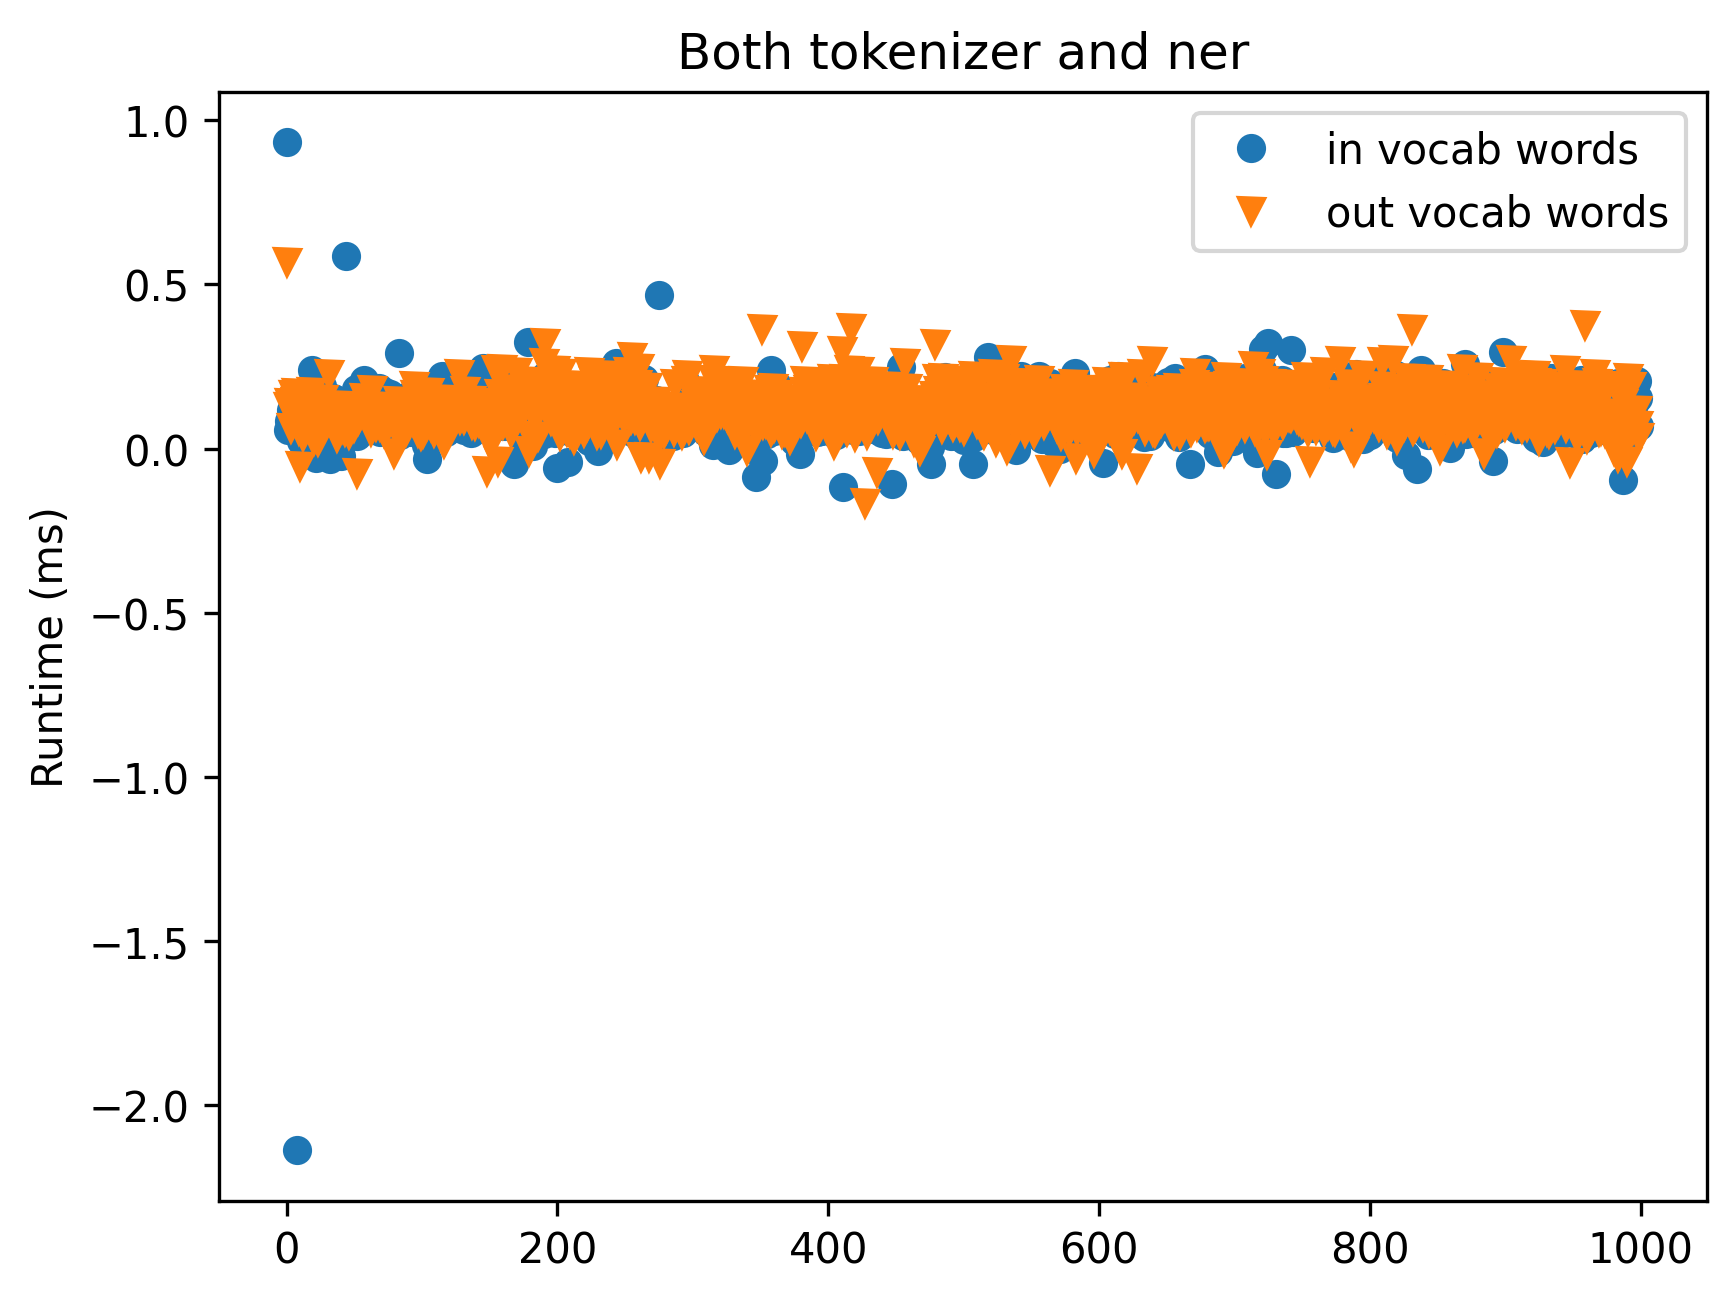 Both tokenizer and ner
in vocab words
out vocab words
1.0
0.5
0.0
−0.5
−1.0
−1.5
−2.0
Runtime (ms)
0 200 400 600 800 1000